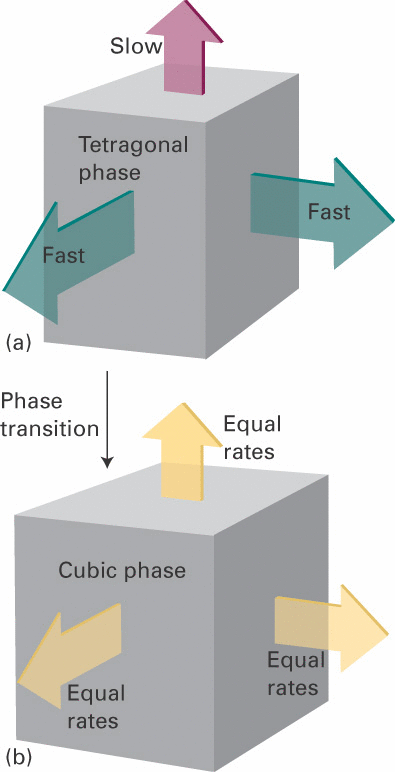 Slow
Tetragonal
phase
Fast
Fast
(a)
Phase
transition
Equal
rates
Cubic phase
Equal
rates
Equal
rates
(b)